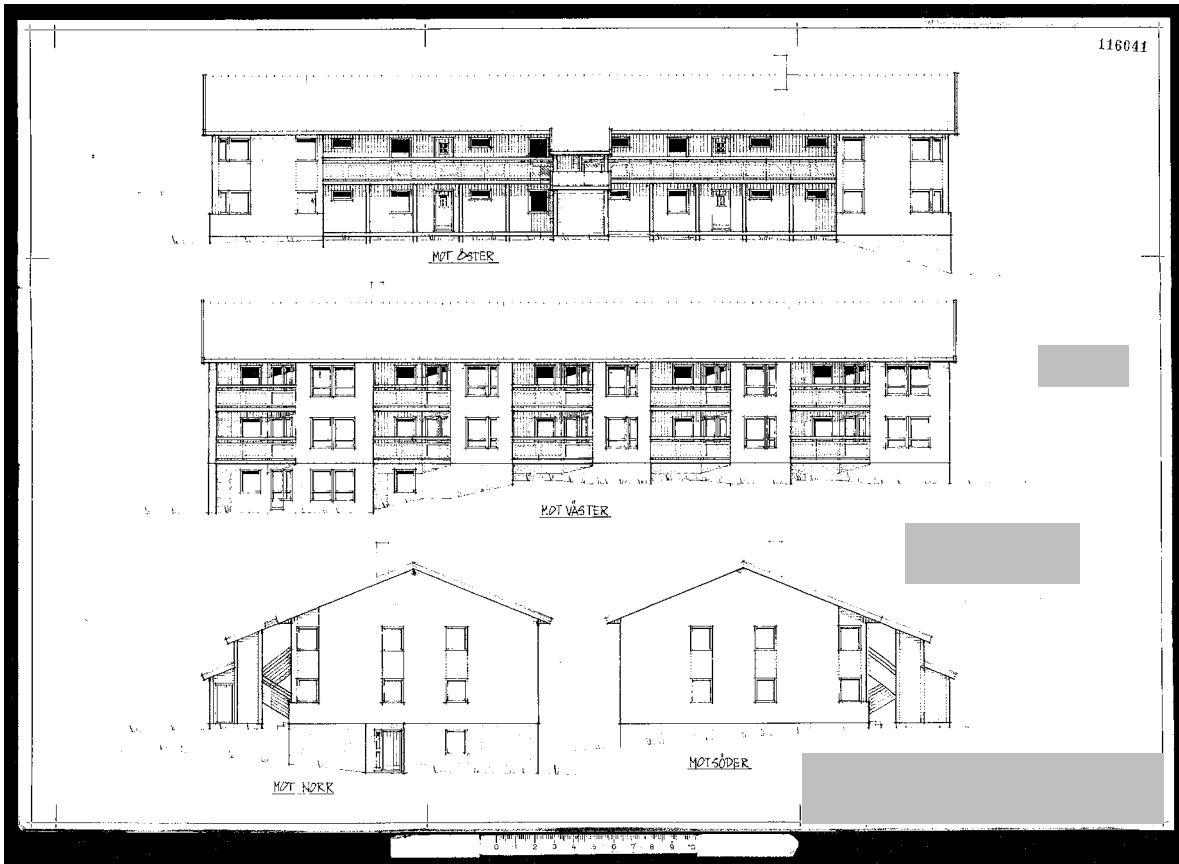 116041
MOT ÖSTER
MOT VÄSTER
MOT NORR
MOT SÖDER
0 1 2 3 4 5 6 7 8 9 10